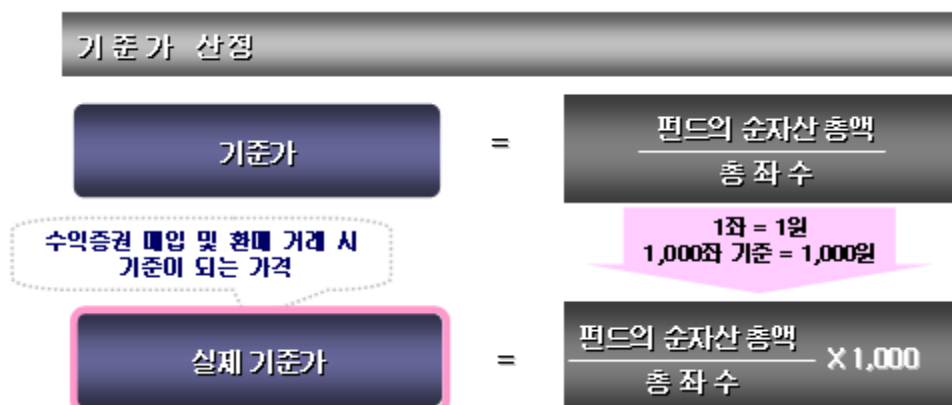 기준가 산정
기준가
=
펀드의 순자산 총액
총 좌 수
수익증권 매입 및 환매 거래 시
기준이 되는 가격
1좌 = 1원
1,000좌 기준 = 1,000원
실제 기준가
=
펀드의 순자산 총액
총 좌 수
X 1,000